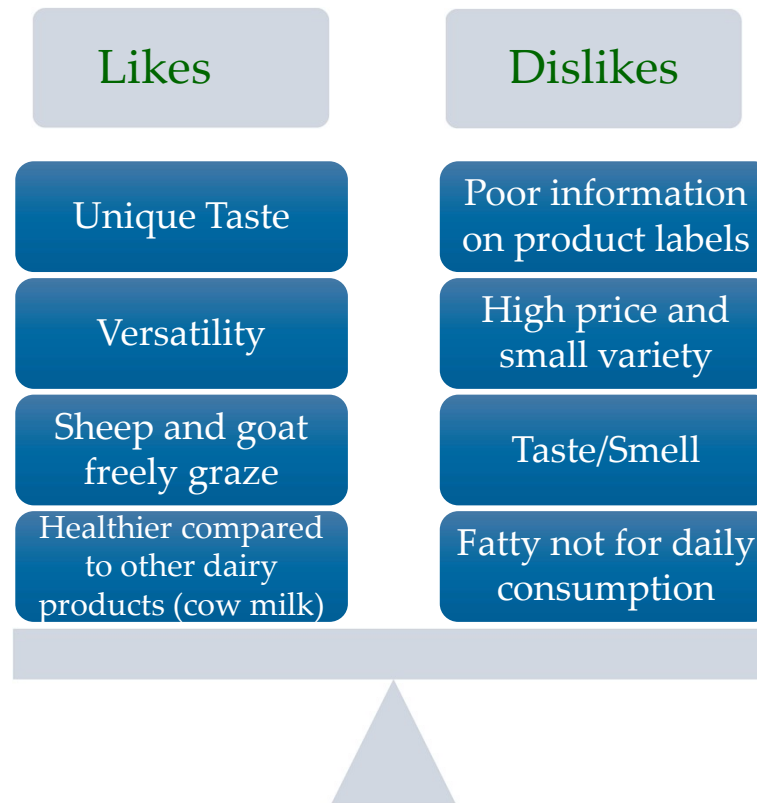 Likes
Unique Taste
Versatility
Sheep and goat
freely graze
Healthier compared
to other dairy
products (cow milk)
Dislikes
Poor information
on product labels
High price and
small variety
Taste/Smell
Fatty not for daily
consumption